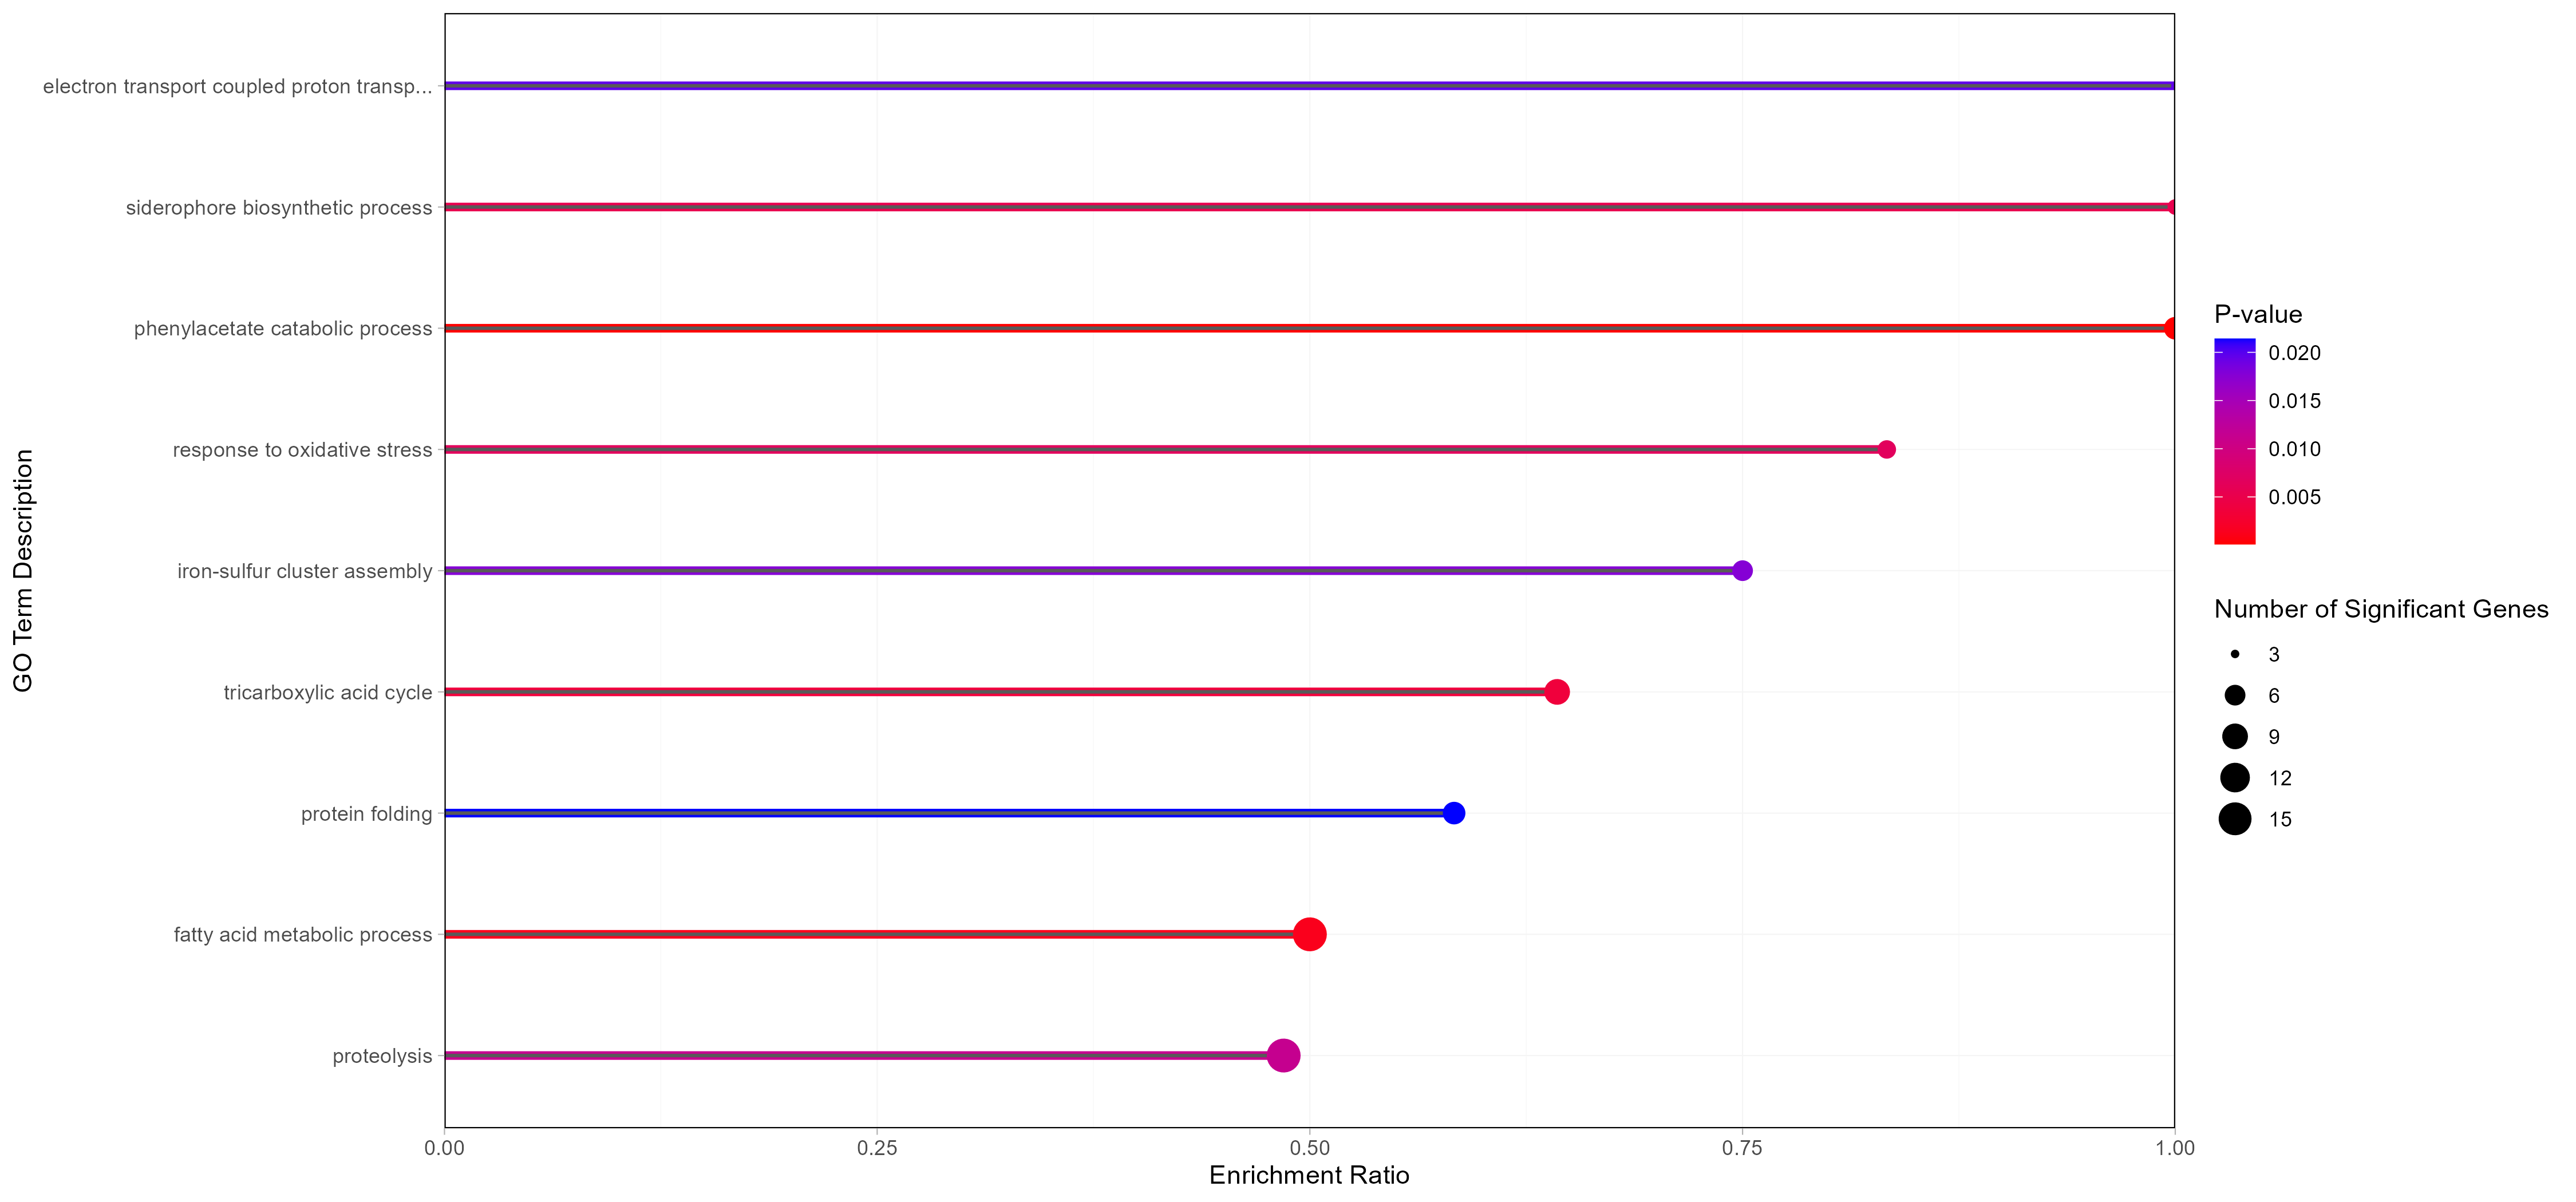 electron transport coupled proton transp...
siderophore biosynthetic process
phenylacetate catabolic process
response to oxidative stress
iron-sulfur cluster assembly
tricarboxylic acid cycle
protein folding
fatty acid metabolic process
proteolysis
GO Term Description
0.00 0.25 0.50 0.75 1.00
Enrichment Ratio
P-value
0.020
0.015
0.010
0.005
Number of Significant Genes
3
6
9
12
15